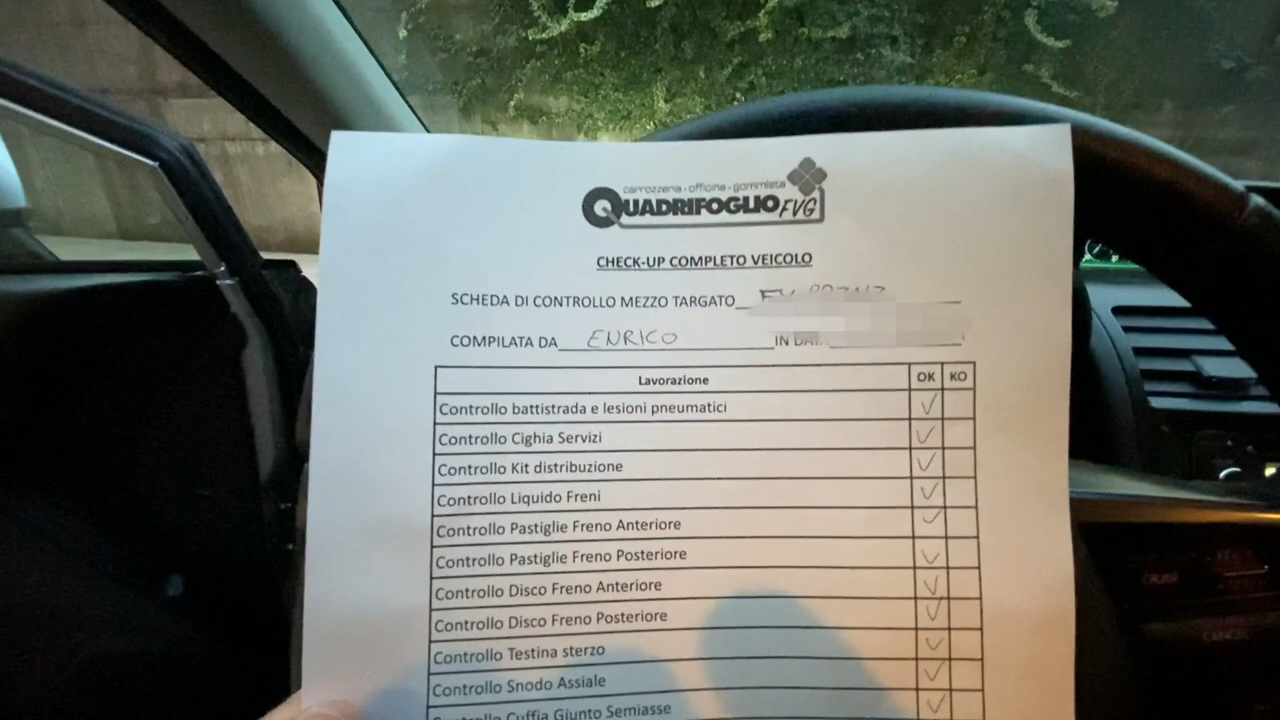 carrozzeria - officina - gommista
QUADRIFOGLIO FVG
CHECK-UP COMPLETO VEICOLO
SCHEDA DI CONTROLLO MEZZO TARGATO
COMPILATA DA ENRICO IN
Lavorazione OK KO
Controllo battistrada e lesioni pneumatici ✓
Controllo Cighia Servizi ✓
Controllo Kit distribuzione ✓
Controllo Liquido Freni ✓
Controllo Pastiglie Freno Anteriore ✓
Controllo Pastiglie Freno Posteriore ✓
Controllo Disco Freno Anteriore ✓
Controllo Disco Freno Posteriore ✓
Controllo Testina sterzo ✓
Controllo Snodo Assiale ✓
Controllo Cuffia Giunto Semiasse ✓